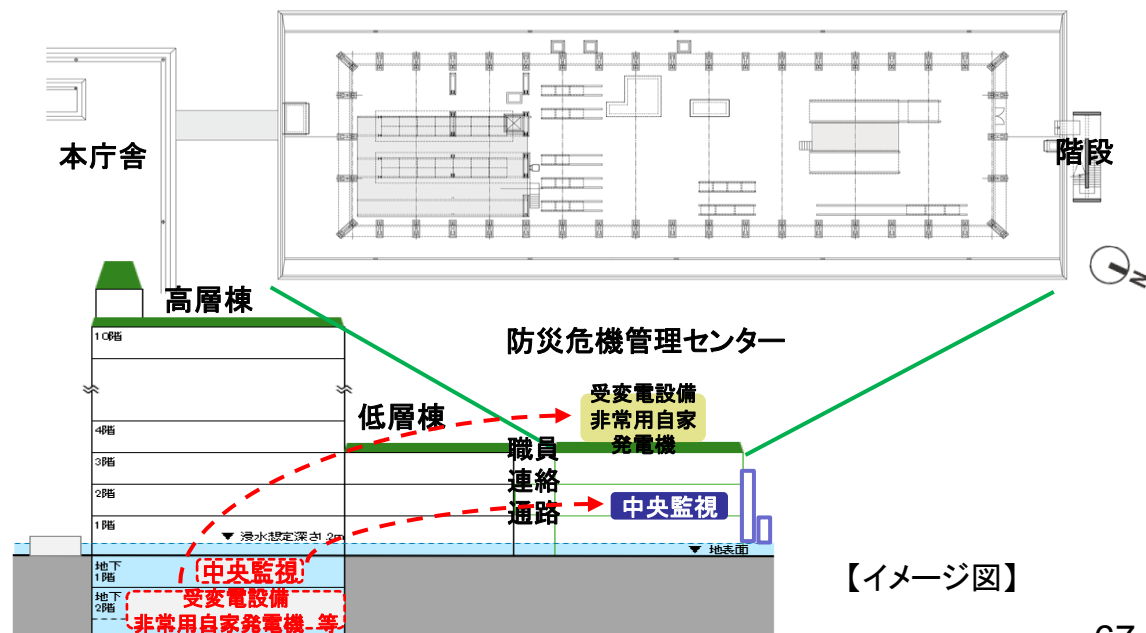 本庁舎
階段
N
高層棟
10階
防災危機管理センター
受変電設備
非常用自家
発電機
低層棟
4階
職員
連絡
通路
3階
2階
中央監視
1階
▼ 浸水想定深さ1.2m
▼ 地表面
地下
1階
中央監視
【イメージ図】
地下
2階
受変電設備
非常用自家発電機 等